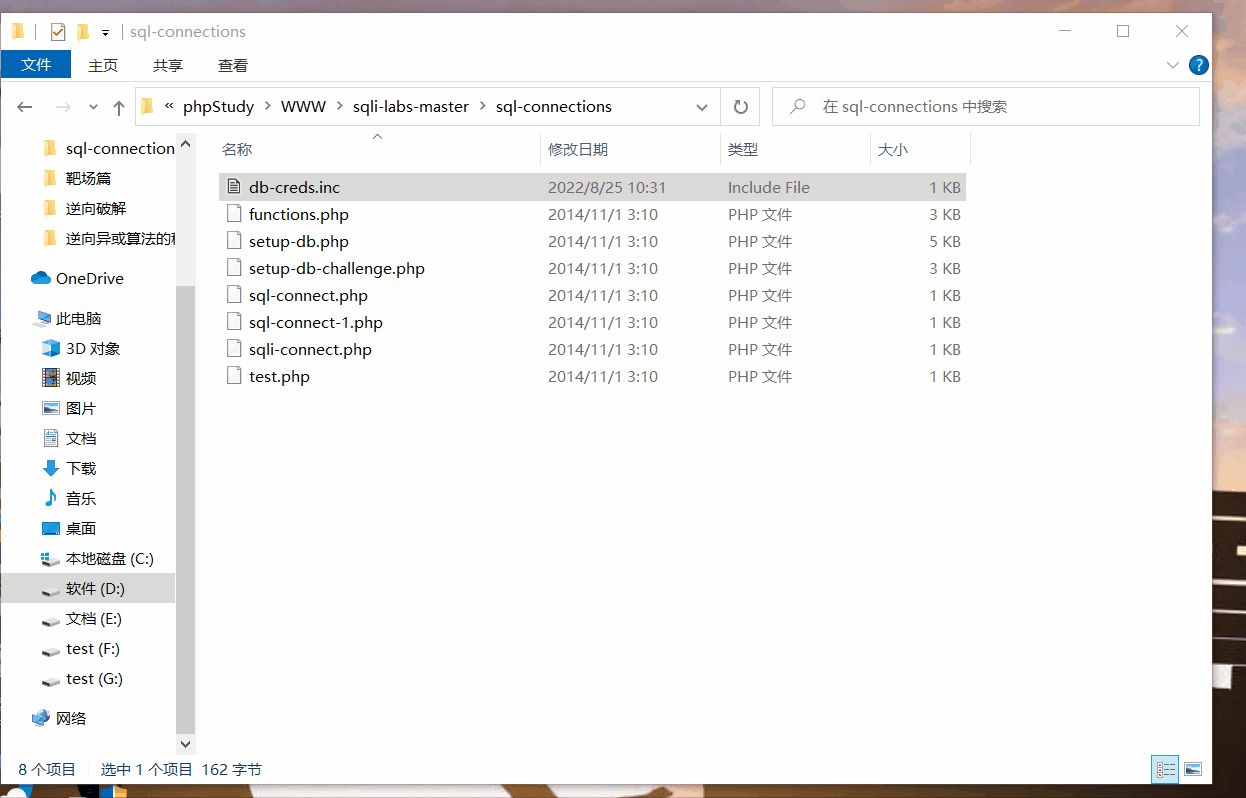 sql-connections
文件 主页 共享 查看
« phpStudy › WWW › sqli-labs-master › sql-connections
在 sql-connections 中搜索
sql-connection
靶场篇
逆向破解
逆向异或算法的
OneDrive
此电脑
3D 对象
视频
图片
文档
下载
音乐
桌面
本地磁盘 (C:)
软件 (D:)
文档 (E:)
test (F:)
test (G:)
网络
名称 修改日期 类型 大小
db-creds.inc 2022/8/25 10:31 Include File 1 KB
functions.php 2014/11/1 3:10 PHP 文件 3 KB
setup-db.php 2014/11/1 3:10 PHP 文件 5 KB
setup-db-challenge.php 2014/11/1 3:10 PHP 文件 3 KB
sql-connect.php 2014/11/1 3:10 PHP 文件 1 KB
sql-connect-1.php 2014/11/1 3:10 PHP 文件 1 KB
sqli-connect.php 2014/11/1 3:10 PHP 文件 1 KB
test.php 2014/11/1 3:10 PHP 文件 1 KB
8 个项目 选中 1 个项目 162 字节